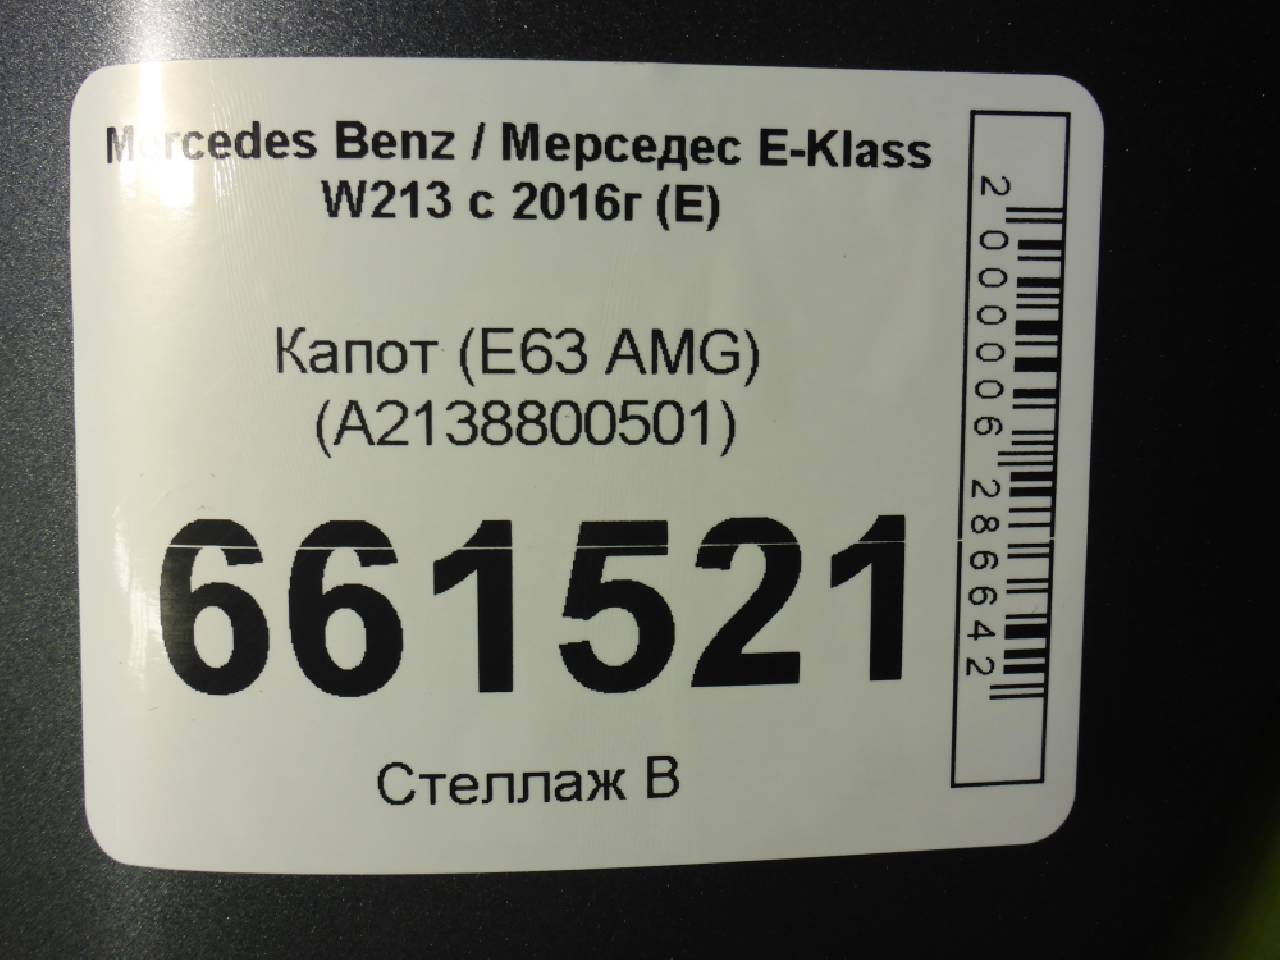 Mercedes Benz / Мерседес E-Klass
W213 с 2016г (E)
Капот (E63 AMG)
(A2138800501)
661521
Стеллаж В
2000006286642